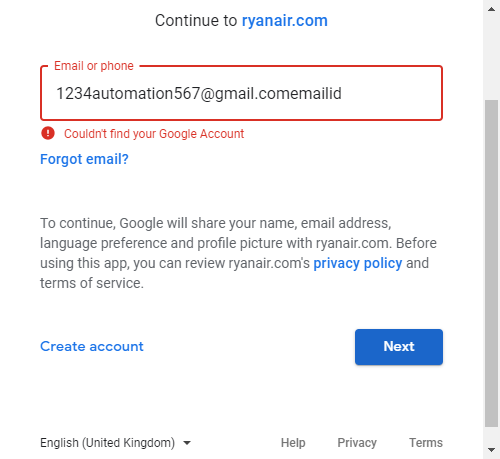 Continue to ryanair.com
Email or phone
1234automation567@gmail.comemailid
Couldn't find your Google Account
Forgot email?
To continue, Google will share your name, email address,
language preference and profile picture with ryanair.com. Before
using this app, you can review ryanair.com's privacy policy and
terms of service.
Create account
Next
English (United Kingdom)
Help
Privacy
Terms